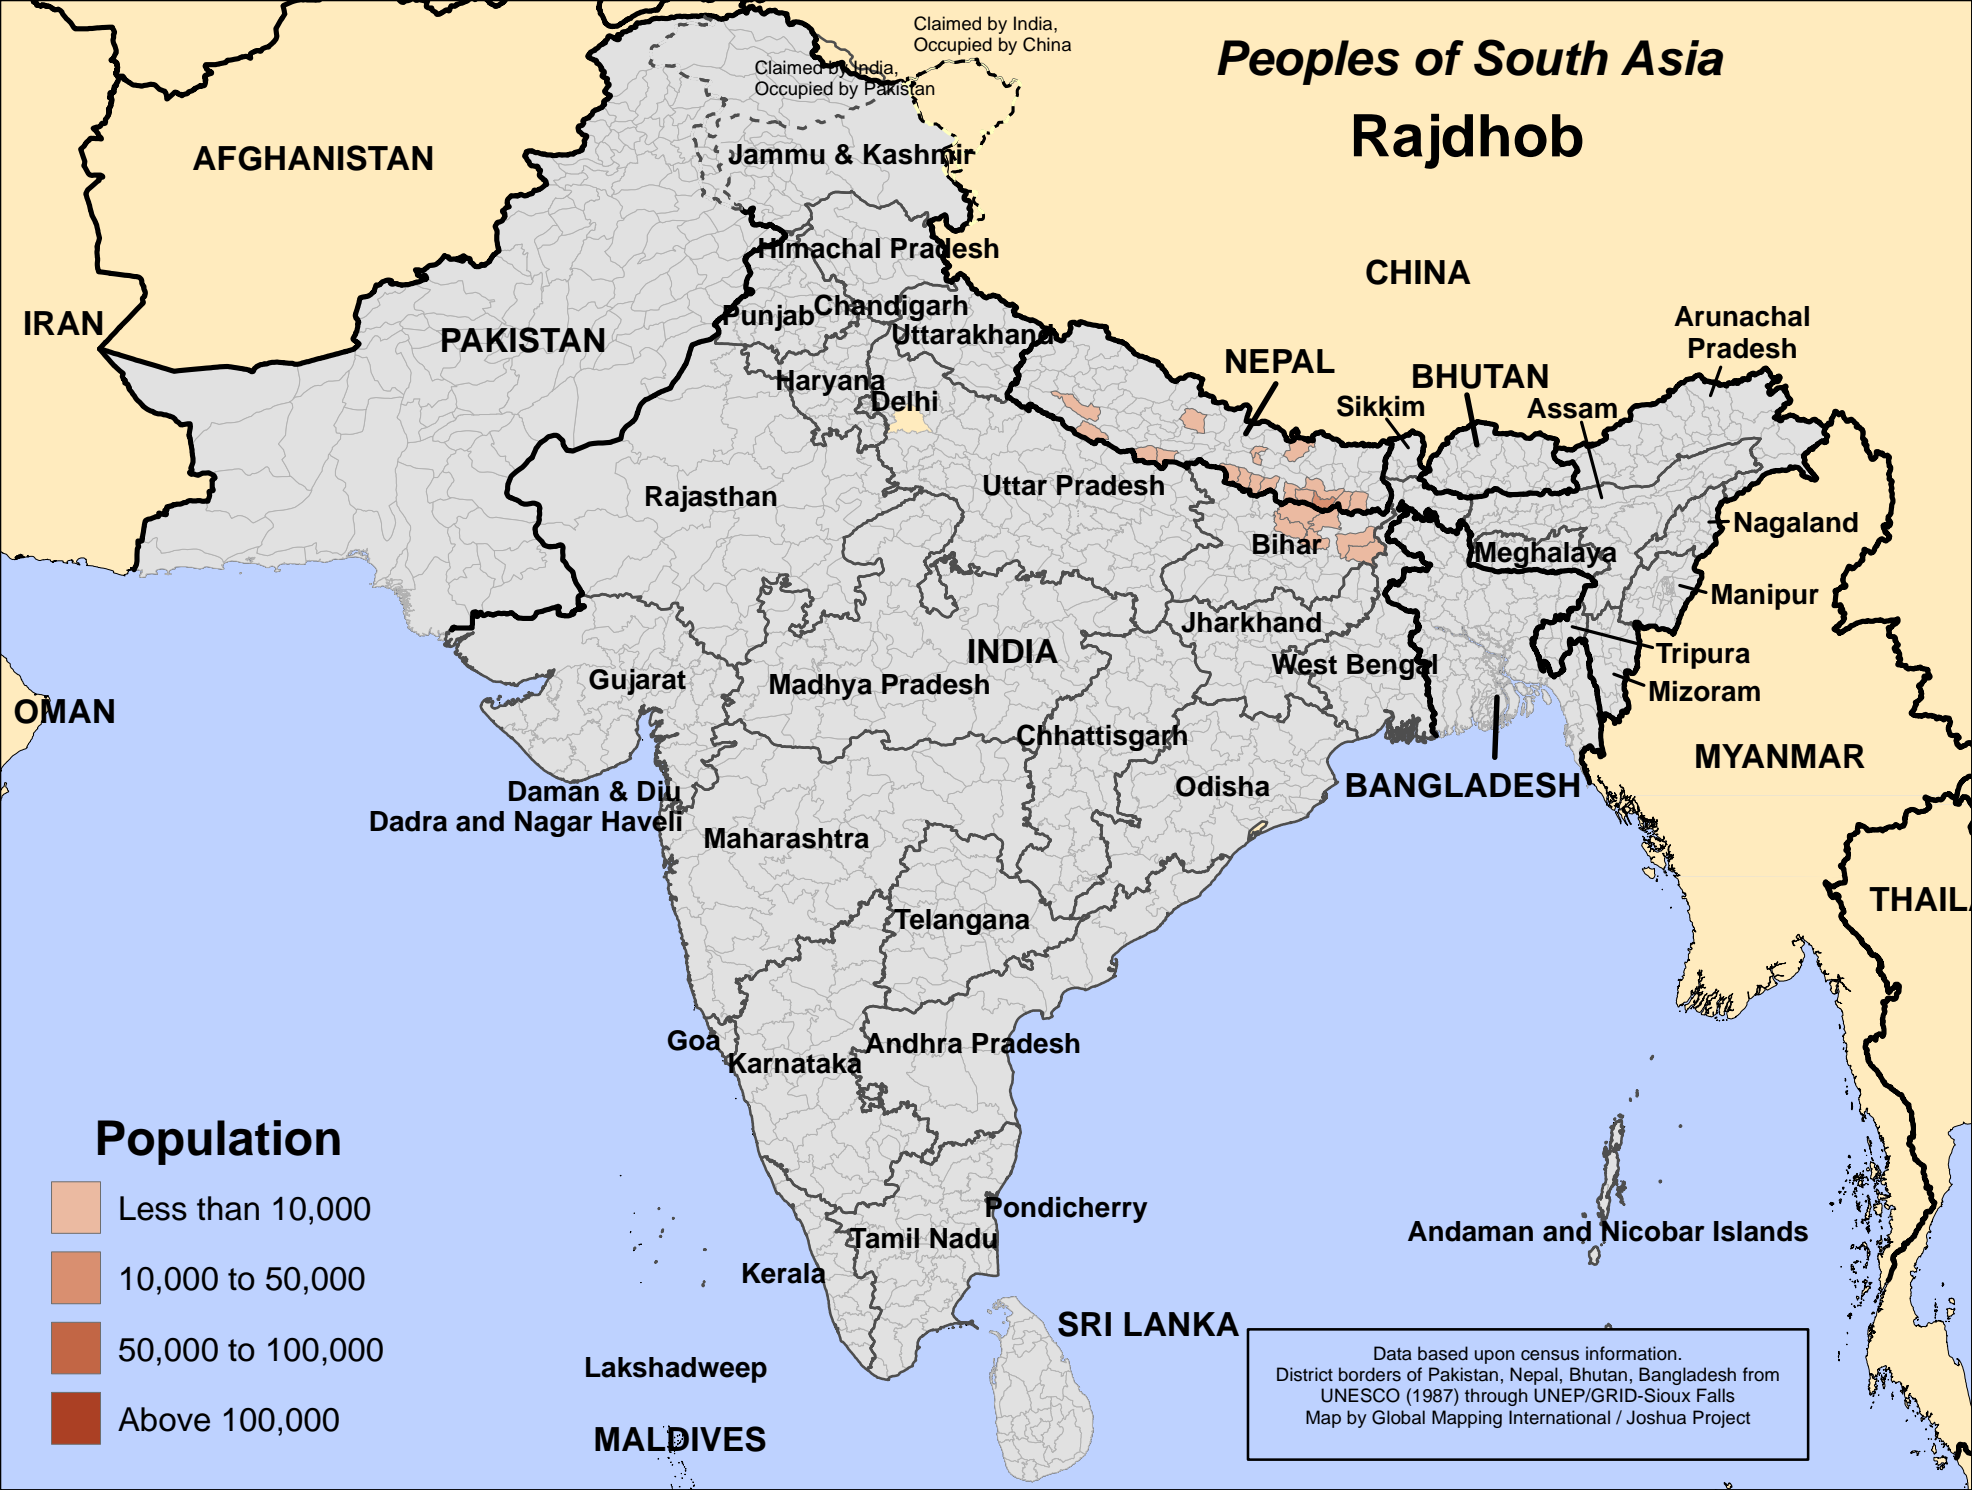 Claimed by India,
Occupied by China
Peoples of South Asia
Rajdhob
Claimed by India,
Occupied by Pakistan
AFGHANISTAN
Jammu & Kashmir
Himachal Pradesh
CHINA
IRAN
PAKISTAN
Punjab
Chandigarh
Uttarakhand
Arunachal
Pradesh
NEPAL
BHUTAN
Haryana
Delhi
Sikkim
Assam
Rajasthan
Uttar Pradesh
Nagaland
Bihar
Meghalaya
Manipur
Jharkhand
INDIA
Tripura
West Bengal
Gujarat
Madhya Pradesh
Mizoram
OMAN
Chhattisgarh
MYANMAR
Odisha
BANGLADESH
Daman & Diu
Dadra and Nagar Haveli
Maharashtra
THAIL
Telangana
Goa
Karnataka
Andhra Pradesh
Population
Less than 10,000
10,000 to 50,000
50,000 to 100,000
Above 100,000
Pondicherry
Tamil Nadu
Kerala
Andaman and Nicobar Islands
SRI LANKA
Lakshadweep
MALDIVES
Data based upon census information.
District borders of Pakistan, Nepal, Bhutan, Bangladesh from
UNESCO (1987) through UNEP/GRID-Sioux Falls
Map by Global Mapping International / Joshua Project